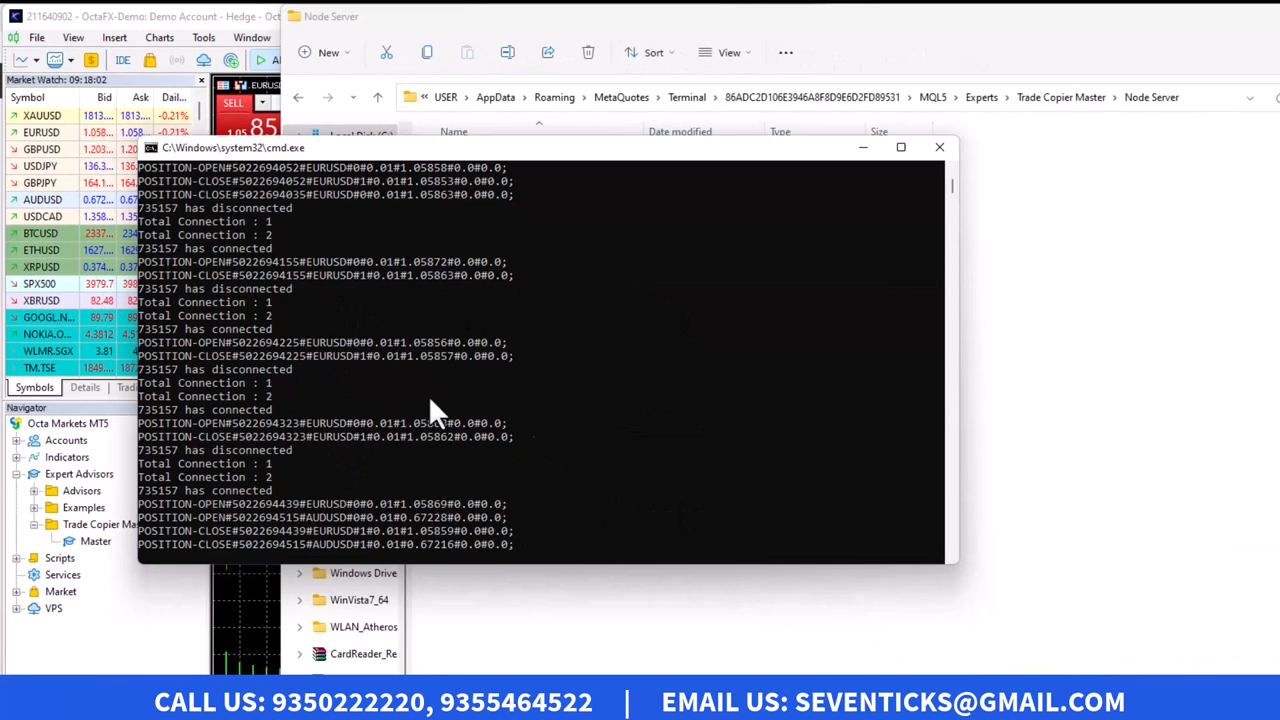 211640902 - OctaFX-Demo: Demo Account - Hedge - Oct
Node Server
File View Insert Charts Tools Window
New Sort View
IDE
Market Watch: 09:18:02
Symbol Bid Ask Dail...
XAUUSD 1813.... 1813.... -0.21%
EURUSD 1.058... 1.058... -0.21%
GBPUSD 1.203...
USDJPY 136.3...
GBPJPY 164.1...
AUDUSD 0.672...
USDCAD 1.358...
BTCUSD 2337...
ETHUSD 1627....
XRPUSD 0.374...
SPX500 3979.7
XBRUSD 82.48
GOOGL.N...
NOKIA.O... 4.3812
WLMR.SGX 3.81
TM.TSE 1849....
Symbols Details
SELL
EURUSD
85
USER AppData Roaming MetaQuotes Terminal 86ADC2D106E3946A8F8D9E6D2FD89531 MQL5 Experts Trade Copier Master Node Server
Name Date modified Type Size
C:\Windows\system32\cmd.exe
POSITION-OPEN#5022694052#EURUSD#0#0.01#1.05858#0.0#0.0;
POSITION-CLOSE#5022694052#EURUSD#1#0.01#1.05853#0.0#0.0;
POSITION-CLOSE#5022694035#EURUSD#0#0.01#1.05863#0.0#0.0;
735157 has disconnected
Total Connection : 1
Total Connection : 2
735157 has connected
POSITION-OPEN#5022694155#EURUSD#0#0.01#1.05872#0.0#0.0;
POSITION-CLOSE#5022694155#EURUSD#1#0.01#1.05863#0.0#0.0;
735157 has disconnected
Total Connection : 1
Total Connection : 2
735157 has connected
POSITION-OPEN#5022694225#EURUSD#0#0.01#1.05856#0.0#0.0;
POSITION-CLOSE#5022694225#EURUSD#1#0.01#1.05857#0.0#0.0;
735157 has disconnected
Total Connection : 1
Total Connection : 2
735157 has connected
POSITION-OPEN#5022694323#EURUSD#0#0.01#1.05
POSITION-CLOSE#5022694323#EURUSD#1#0.01#1.05862#0.0#0.0;
735157 has disconnected
Total Connection : 1
Total Connection : 2
735157 has connected
POSITION-OPEN#5022694439#EURUSD#0#0.01#1.05869#0.0#0.0;
POSITION-OPEN#5022694515#AUDUSD#0#0.01#0.67228#0.0#0.0;
POSITION-CLOSE#5022694439#EURUSD#1#0.01#1.05859#0.0#0.0;
POSITION-CLOSE#5022694515#AUDUSD#1#0.01#0.67216#0.0#0.0;
Navigator
Octa Markets MT5
Accounts
Indicators
Expert Advisors
Advisors
Examples
Trade Copier Ma
Master
Scripts
Services
Market
VPS
Windows Drive
WinVista7_64
WLAN_Atheros
CardReader_Re
CALL US: 9350222220, 9355464522 | EMAIL US: SEVENTICKS@GMAIL.COM